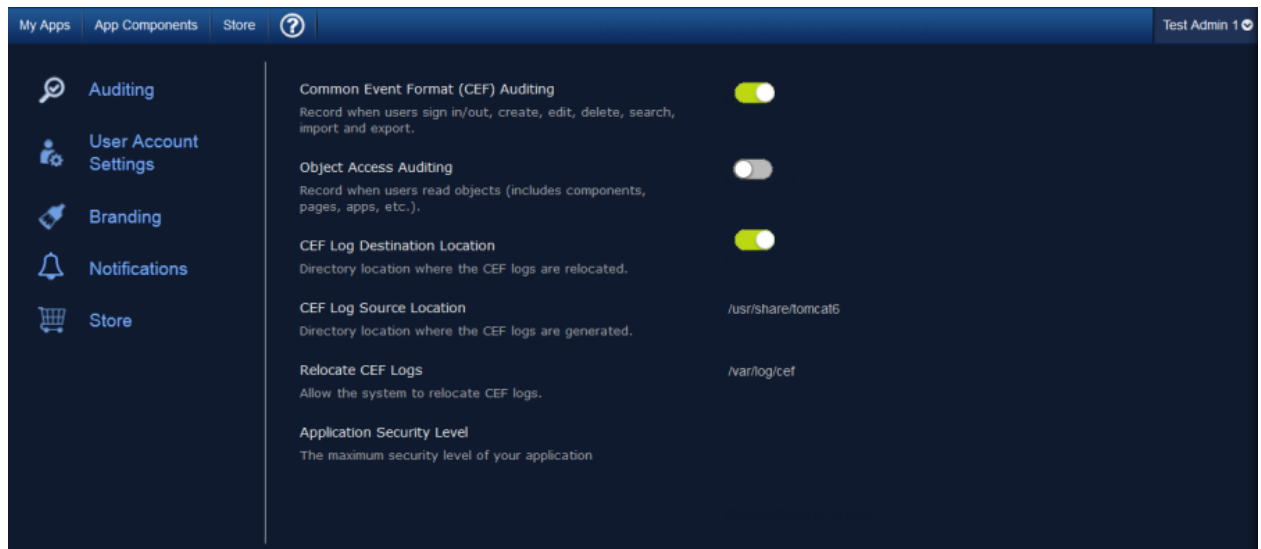 My Apps App Components Store ? Test Admin 1
Auditing
User Account
Settings
Branding
Notifications
Store
Common Event Format (CEF) Auditing
Record when users sign in/out, create, edit, delete, search,
import and export.
Object Access Auditing
Record when users read objects (includes components,
pages, apps, etc.).
CEF Log Destination Location
Directory location where the CEF logs are relocated.
CEF Log Source Location /usr/share/tomcat6
Directory location where the CEF logs are generated.
Relocate CEF Logs /var/log/cef
Allow the system to relocate CEF logs.
Application Security Level
The maximum security level of your application